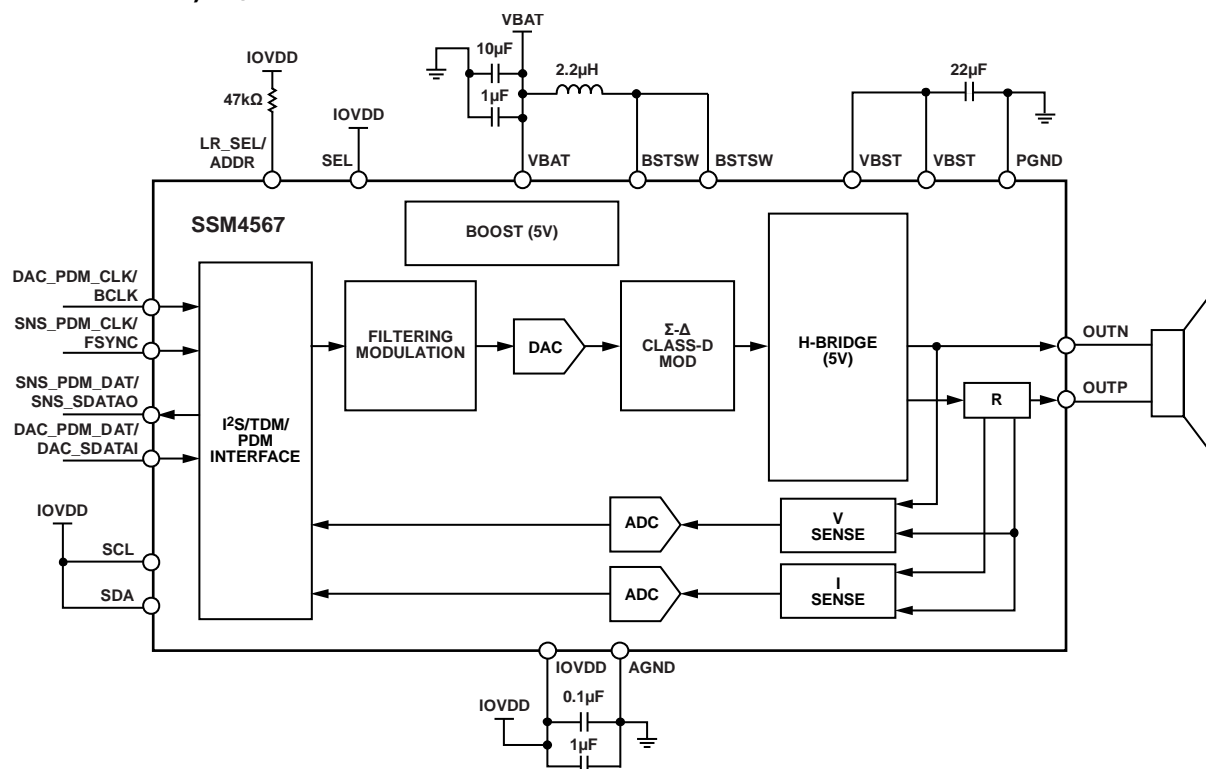 VBAT
IOVDD
10µF
2.2µH
22µF
47kΩ
1µF
IOVDD
LR_SEL/
ADDR
SEL
VBAT
BSTSW
BSTSW
VBST
VBST
PGND
SSM4567
BOOST (5V)
DAC_PDM_CLK/
BCLK
SNS_PDM_CLK/
FSYNC
SNS_PDM_DAT/
SNS_SDATAO
DAC_PDM_DAT/
DAC_SDATAI
I²S/TDM/
PDM
INTERFACE
FILTERING
MODULATION
DAC
Σ-Δ
CLASS-D
MOD
H-BRIDGE
(5V)
OUTN
R
OUTP
IOVDD
SCL
SDA
ADC
V
SENSE
ADC
I
SENSE
IOVDD
AGND
IOVDD
0.1µF
1µF